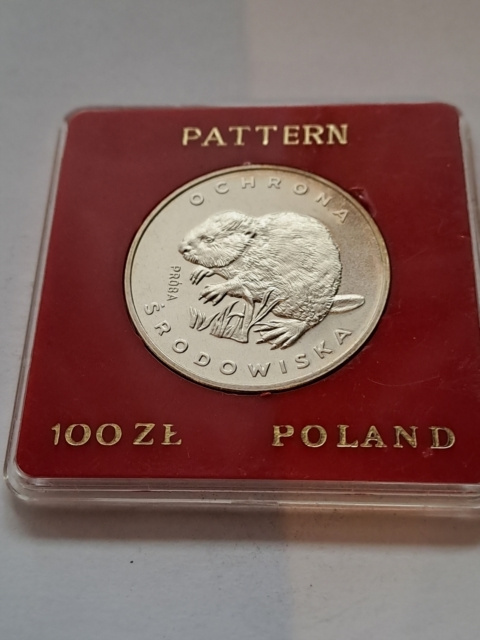 PATTERN
OCHRONA
PRÓBA
ŚRODOWISKA
100 ZŁ POLAND